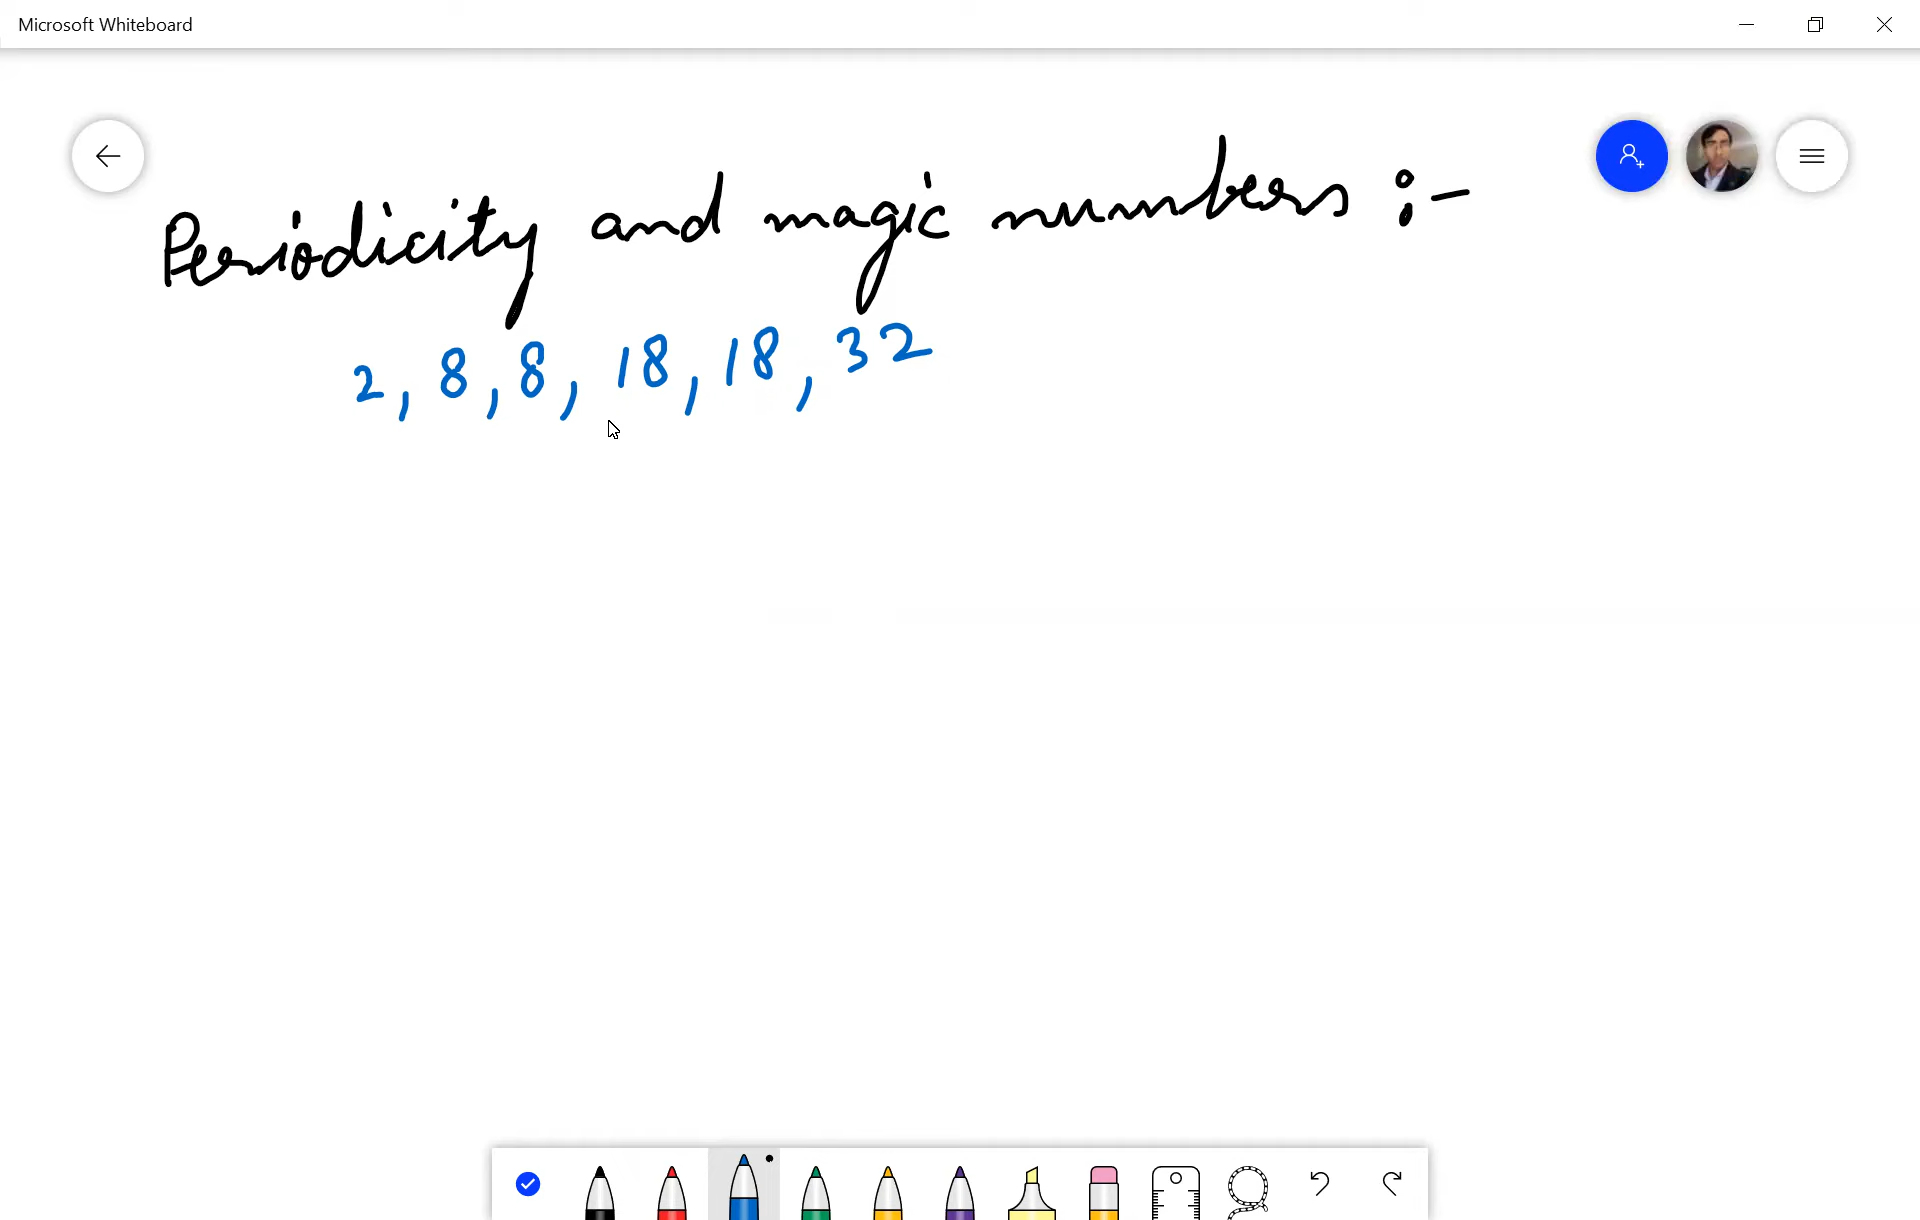 Microsoft Whiteboard
Periodicity and magic numbers :-
2, 8, 8, 18, 18, 32